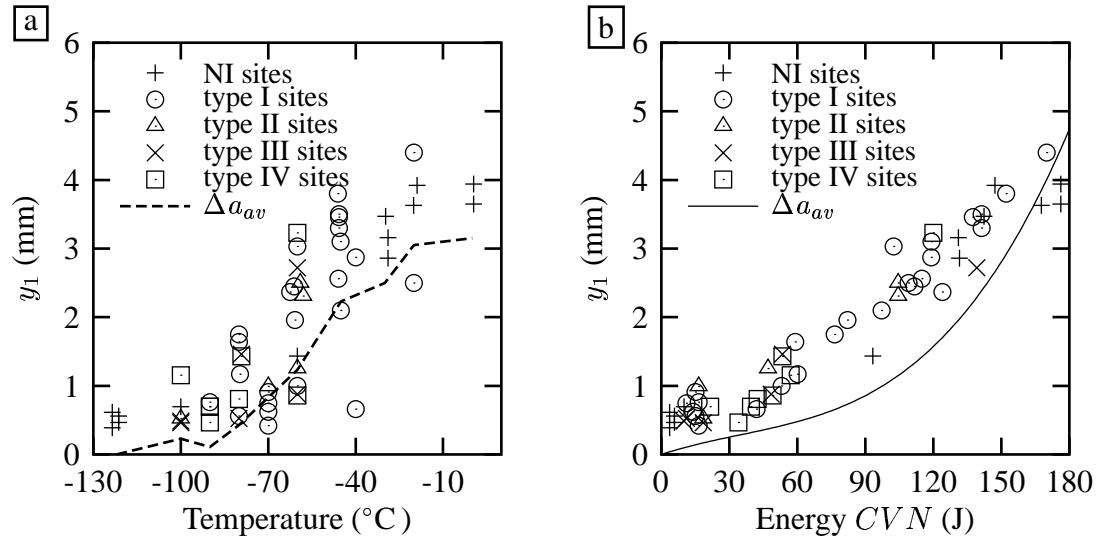 a
6
5
4
3
2
1
0
y1 (mm)
NI sites
type I sites
type II sites
type III sites
type IV sites
Δaav
-130 -100 -70 -40 -10
Temperature (°C)
b
6
5
4
3
2
1
0
y1 (mm)
NI sites
type I sites
type II sites
type III sites
type IV sites
Δaav
0 30 60 90 120 150 180
Energy CVN (J)